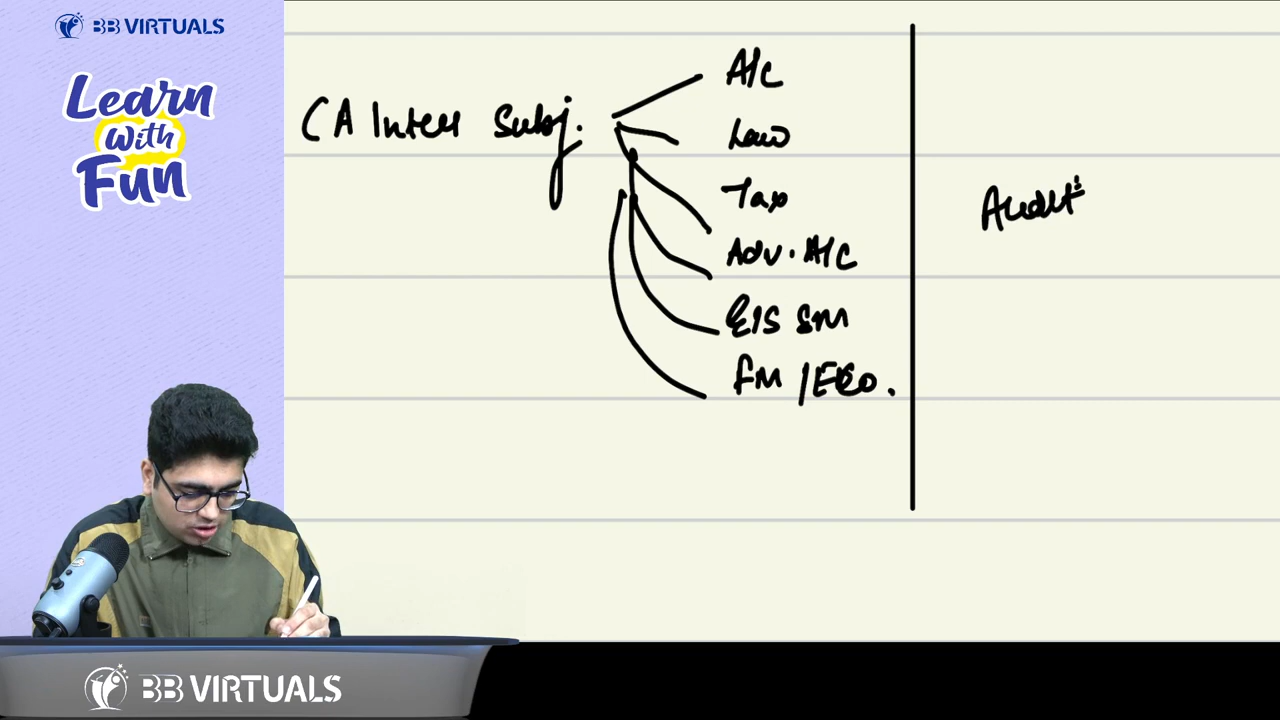 BB VIRTUALS
Learn
With
Fun
CA Inter Subj.
A/c
Law
Tax
Adv. A/c
EIS SM
FM / ECO.
Audit
BB VIRTUALS